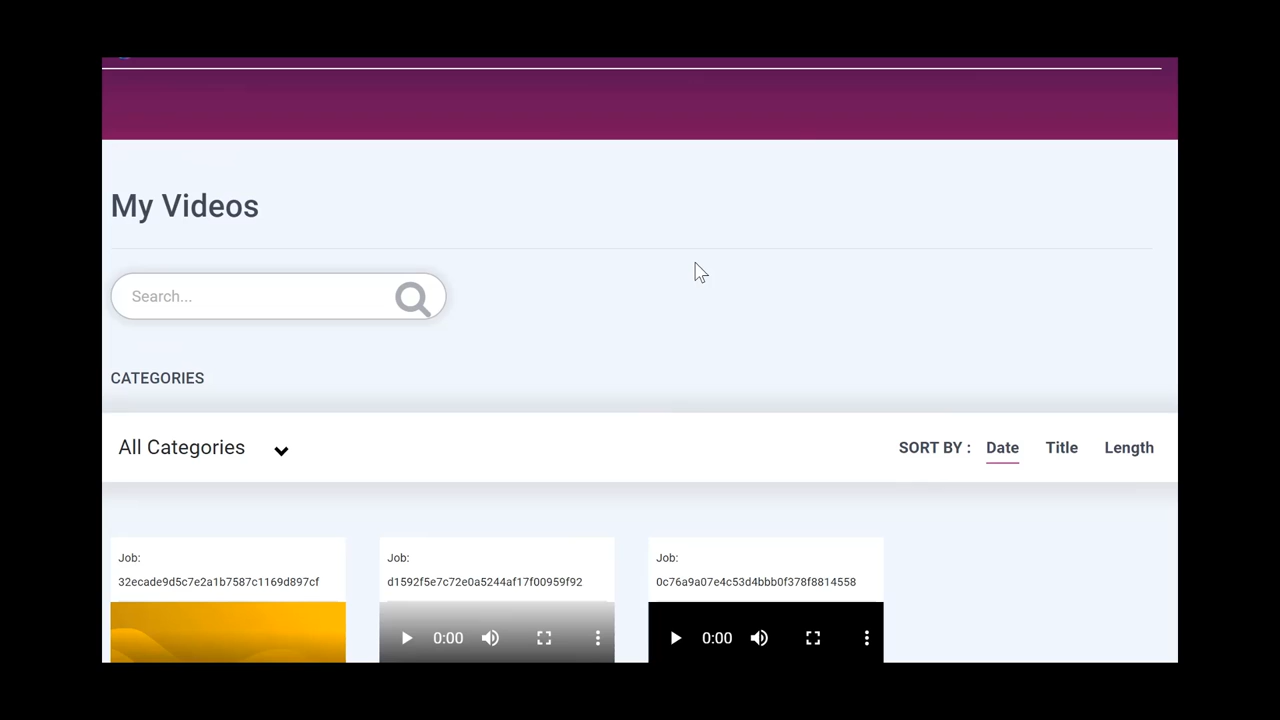 My Videos
Search...
CATEGORIES
All Categories
SORT BY : Date Title Length
Job: Job: Job:
32ecade9d5c7e2a1b7587c1169d897cf d1592f5e7c72e0a5244af17f00959f92 0c76a9a07e4c53d4bbb0f378f8814558
0:00 0:00